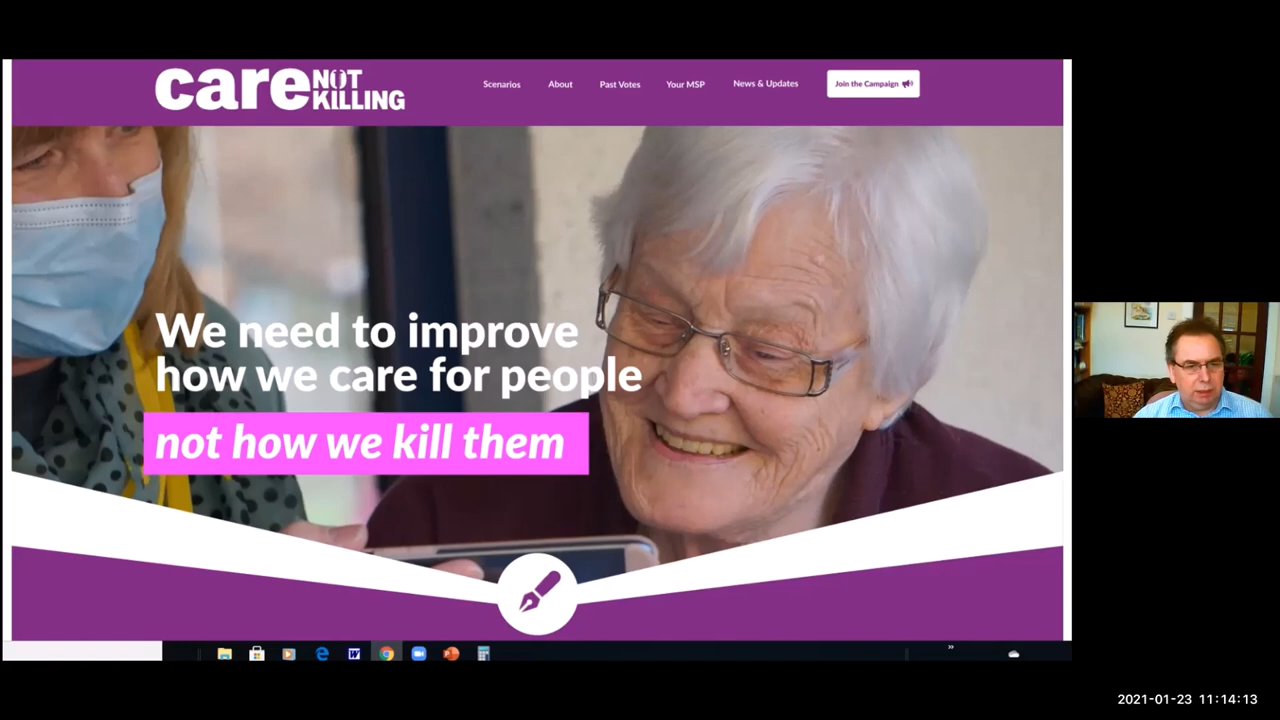 care NOT
KILLING
Scenarios About Past Votes Your MSP News & Updates Join the Campaign
We need to improve
how we care for people
not how we kill them
2021-01-23 11:14:13